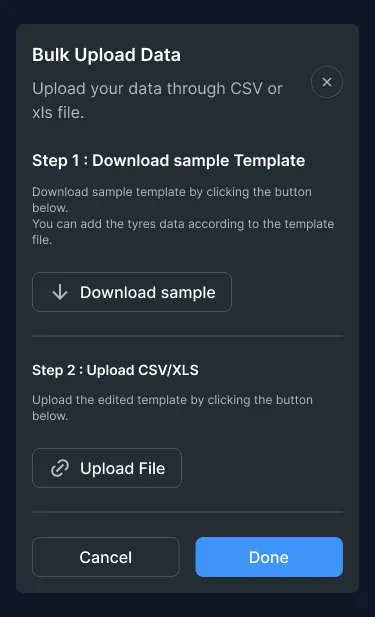 Bulk Upload Data
Upload your data through CSV or
xls file.
Step 1 : Download sample Template
Download sample template by clicking the button
below.
You can add the tyres data according to the template
file.
Download sample
Step 2 : Upload CSV/XLS
Upload the edited template by clicking the button
below.
Upload File
Cancel
Done